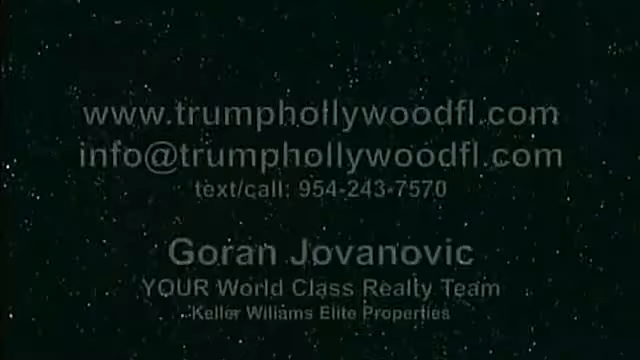 www.trumphollywoodfl.com
info@trumphollywoodfl.com
text/call: 954-243-7570
Goran Jovanovic
YOUR World Class Realty Team
Keller Williams Elite Properties